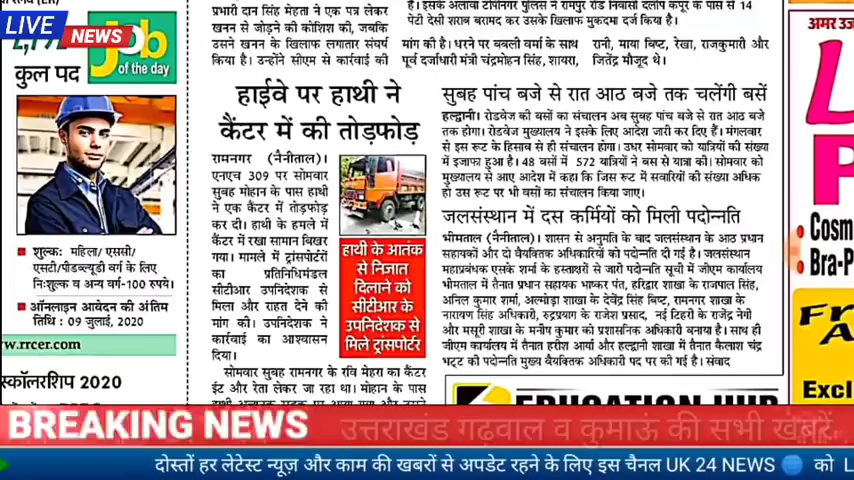 LIVE
NEWS
कुल पद
Job
of the day
शुल्क: महिला/ एससी/
एसटी/पीडब्ल्यूडी वर्ग के लिए
निःशुल्क व अन्य वर्ग-100 रुपये।
ऑनलाइन आवेदन की अंतिम
तिथि : 09 जुलाई, 2020
ww.rrcer.com
स्कॉलरशिप 2020
प्रभारी दान सिंह मेहता ने एक पत्र लेकर
खनन से जोड़ने की कोशिश की, जबकि
उसने खनन के खिलाफ लगातार संघर्ष
किया है। उन्होंने सीएम से कार्रवाई की
हाईवे पर हाथी ने
कैंटर में की तोड़फोड़
रामनगर (नैनीताल)।
एनएच 309 पर सोमवार
सुबह मोहान के पास हाथी
ने एक कैंटर में तोड़फोड़
कर दी। हाथी के हमले में
कैंटर में रखा सामान बिखर
गया। मामले में ट्रांसपोर्टरों
का प्रतिनिधिमंडल
सीटीआर उपनिदेशक से
मिला और राहत देने की
मांग की। उपनिदेशक ने
कार्रवाई का आश्वासन
दिया।
हाथी के आतंक
से निजात
दिलाने को
सीटीआर के
उपनिदेशक से
मिले ट्रांसपोर्टर
सोमवार सुबह रामनगर के रवि मेहरा का कैंटर
ईंट और रेता लेकर जा रहा था। मोहान के पास
है। इसके अलावा टीपीनगर पुलिस ने रामपुर रोड निवासी दलीप कपूर के पास से 14
पेटी देसी शराब बरामद कर उसके खिलाफ मुकदमा दर्ज किया है।
मांग की है। धरने पर बबली वर्मा के साथ
पूर्व दर्जाधारी मंत्री चंद्रमोहन सिंह, शायरा,
रानी, माया बिष्ट, रेखा, राजकुमारी और
जितेंद्र मौजूद थे।
सुबह पांच बजे से रात आठ बजे तक चलेंगी बसें
हल्द्वानी। रोडवेज की बसों का संचालन अब सुबह पांच बजे से रात आठ बजे
तक होगा। रोडवेज मुख्यालय ने इसके लिए आदेश जारी कर दिए हैं। मंगलवार
से इस रूट के हिसाब से ही संचालन होगा। उधर सोमवार को यात्रियों की संख्या
में इजाफा हुआ है। 48 बसों में 572 यात्रियों ने बस से यात्रा की। सोमवार को
मुख्यालय से आए आदेश में कहा कि जिस रूट में सवारियों की संख्या अधिक
हो उस रूट पर भी बसों का संचालन किया जाए।
जलसंस्थान में दस कर्मियों को मिली पदोन्नति
भीमताल (नैनीताल)। शासन से अनुमति के बाद जलसंस्थान के आठ प्रधान
सहायकों और दो वैयक्तिक अधिकारियों को पदोन्नति दी गई है। जलसंस्थान
महाप्रबंधक एसके शर्मा के हस्ताक्षरों से जारी पदोन्नति सूची में जीएम कार्यालय
भीमताल में तैनात प्रधान सहायक भाष्कर पंत, हरिद्वार शाखा के राजपाल सिंह,
अनिल कुमार शर्मा, अल्मोड़ा शाखा के देवेंद्र सिंह बिष्ट, रामनगर शाखा के
नारायण सिंह अधिकारी, रुद्रप्रयाग के राजेश प्रसाद, नई टिहरी के राजेंद्र नेगी
और मसूरी शाखा के मनीप कुमार को प्रशासनिक अधिकारी बनाया है। साथ ही
जीएम कार्यालय में तैनात हरीश आर्या और हल्द्वानी शाखा में तैनात कैलाश चंद्र
भट्ट की पदोन्नति मुख्य वैयक्तिक अधिकारी पद पर की गई है। संवाद
EDUCATION HUB
अमर उज
Cosm
Bra-P
Fr
Avail
Excl
BREAKING NEWS
उत्तराखंड गढ़वाल व कुमाऊं की सभी खबरें
दोस्तों हर लेटेस्ट न्यूज़ और काम की खबरों से अपडेट रहने के लिए इस चैनल UK 24 NEWS को L